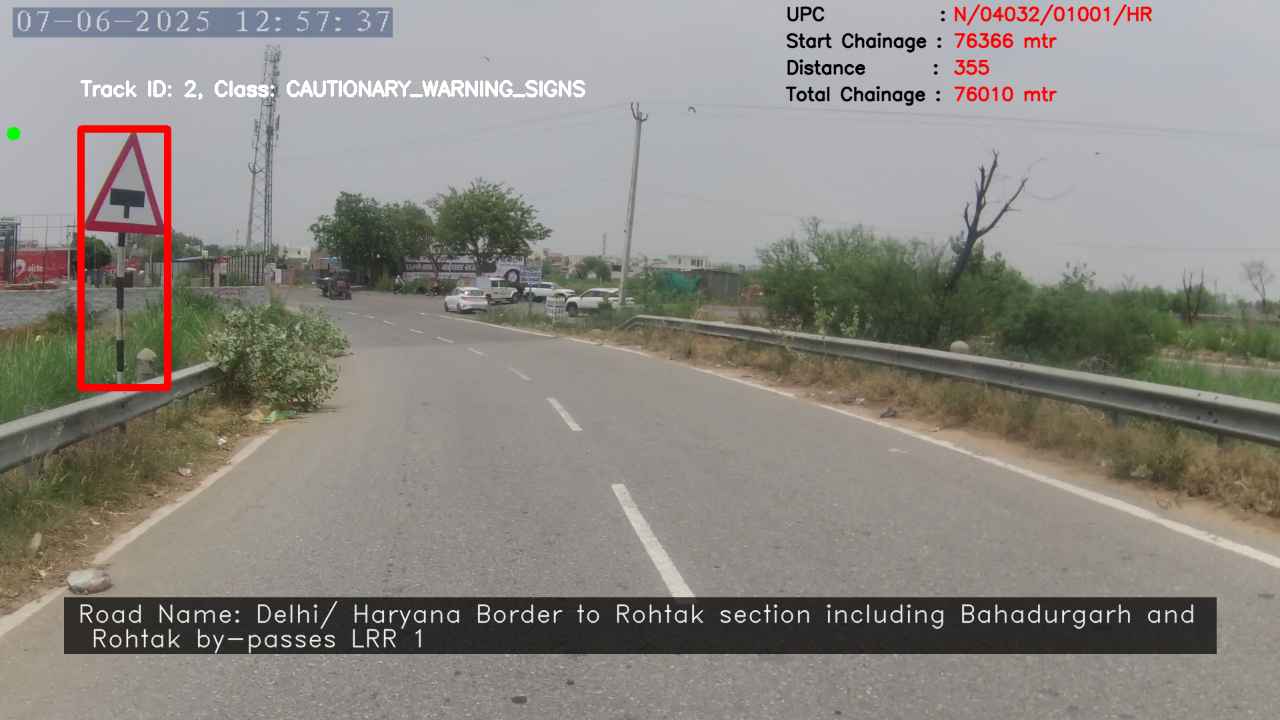 07-06-2025 12:57:37
UPC : N/04032/01001/HR
Start Chainage : 76366 mtr
Distance : 355
Total Chainage : 76010 mtr
Track ID: 2, Class: CAUTIONARY_WARNING_SIGNS
Road Name: Delhi/ Haryana Border to Rohtak section including Bahadurgarh and
Rohtak by-passes LRR 1